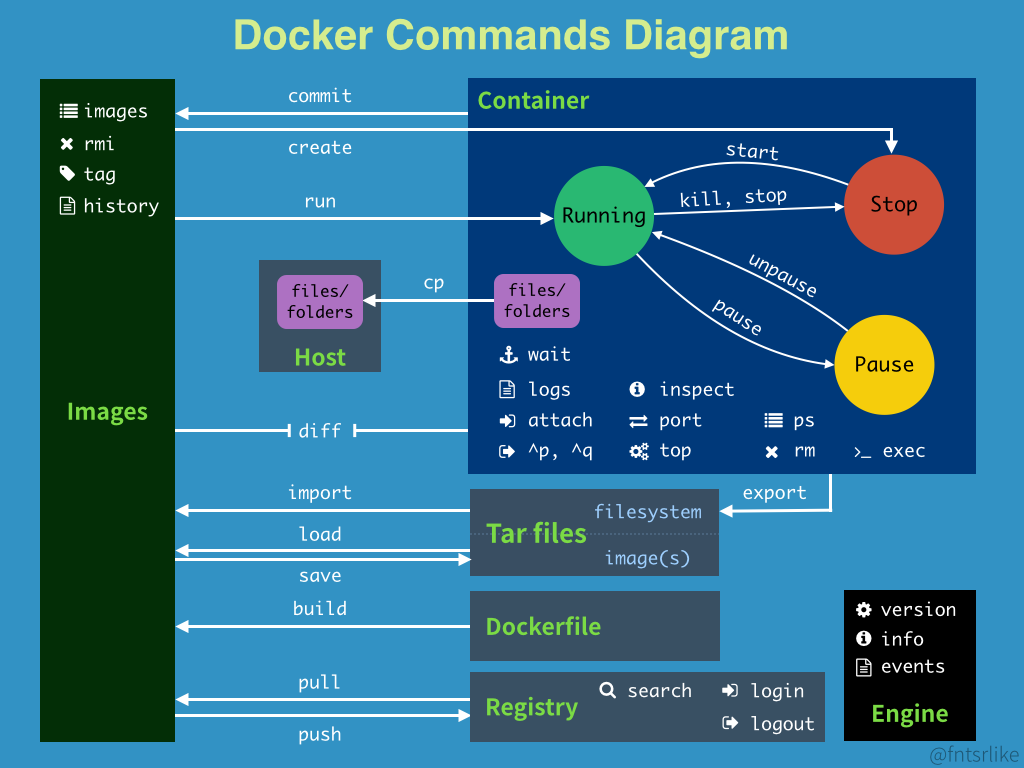 Docker Commands Diagram
images
rmi
tag
history
Images
commit
create
run
cp
files/
folders
Host
diff
import
load
save
build
pull
push
Container
start
kill, stop
Running
Stop
unpause
pause
Pause
files/
folders
wait
logs
inspect
attach
port
ps
^p, ^q
top
rm
>_ exec
export
Tar files
filesystem
image(s)
Dockerfile
Registry
search
login
logout
version
info
events
Engine
@fntsrlike